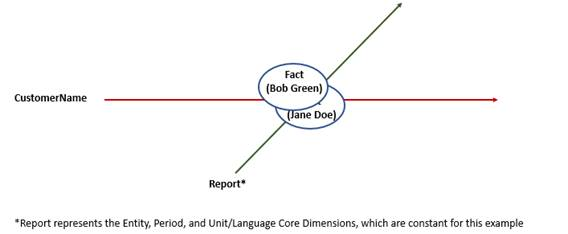 Fact
(Bob Green)
CustomerName
(Jane Doe)
Report*
*Report represents the Entity, Period, and Unit/Language Core Dimensions, which are constant for this example